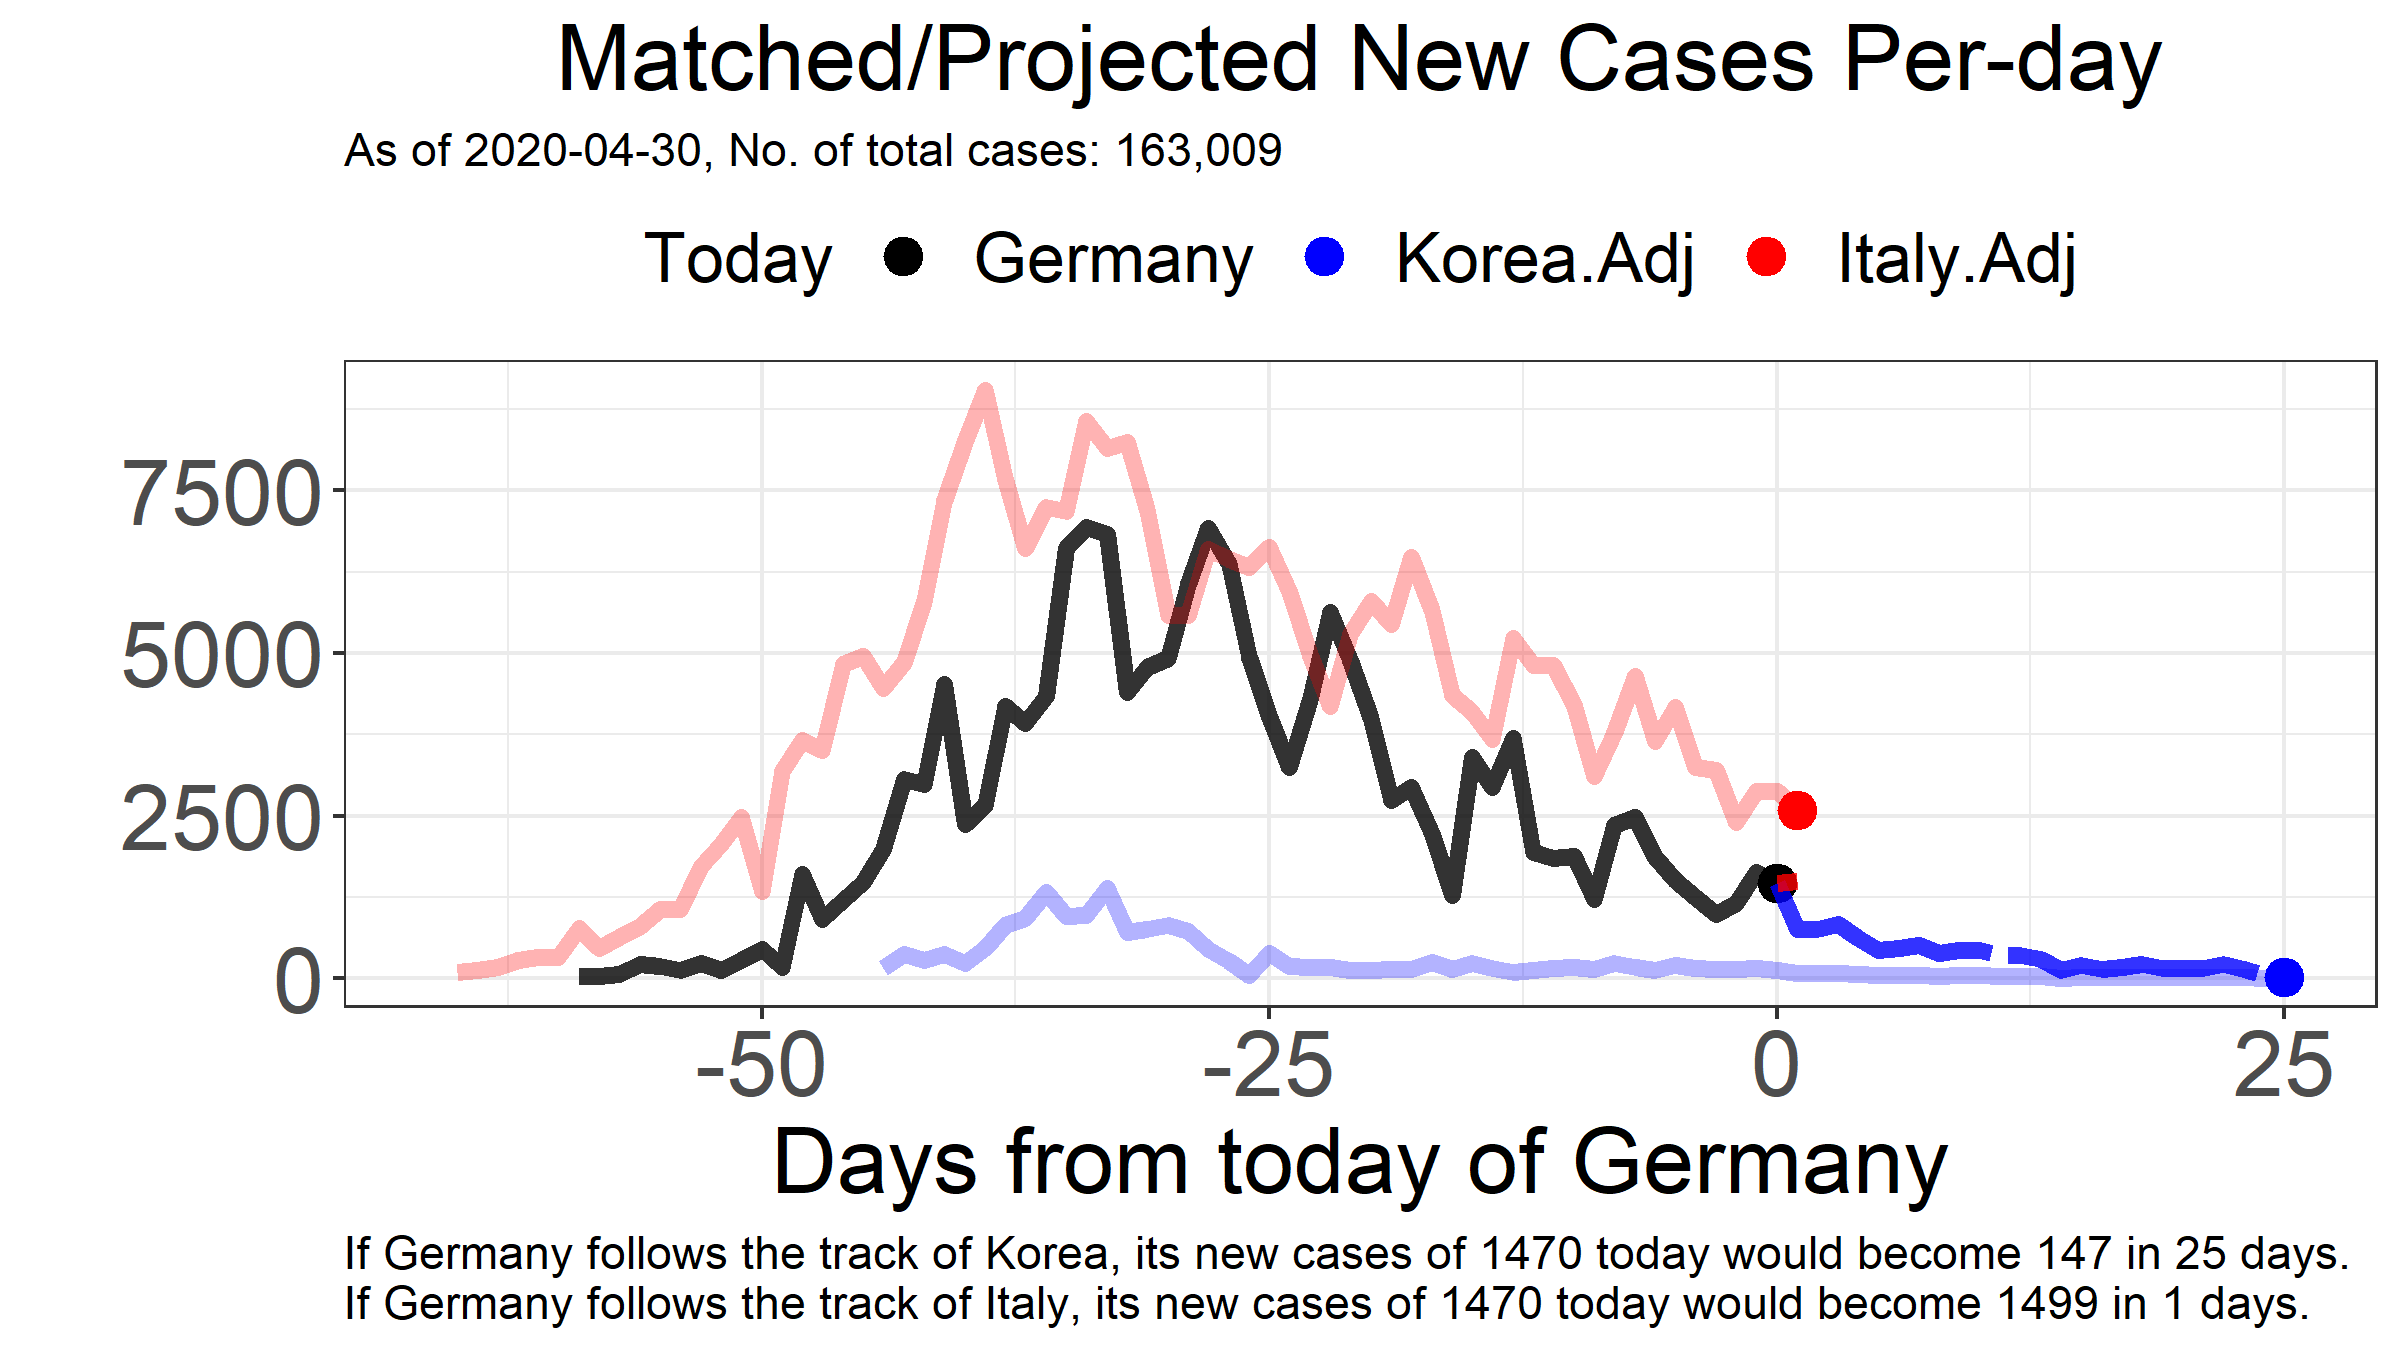 Matched/Projected New Cases Per-day
As of 2020-04-30, No. of total cases: 163,009
Today Germany Korea.Adj Italy.Adj
7500
5000
2500
0
-50 -25 0 25
Days from today of Germany
If Germany follows the track of Korea, its new cases of 1470 today would become 147 in 25 days.
If Germany follows the track of Italy, its new cases of 1470 today would become 1499 in 1 days.